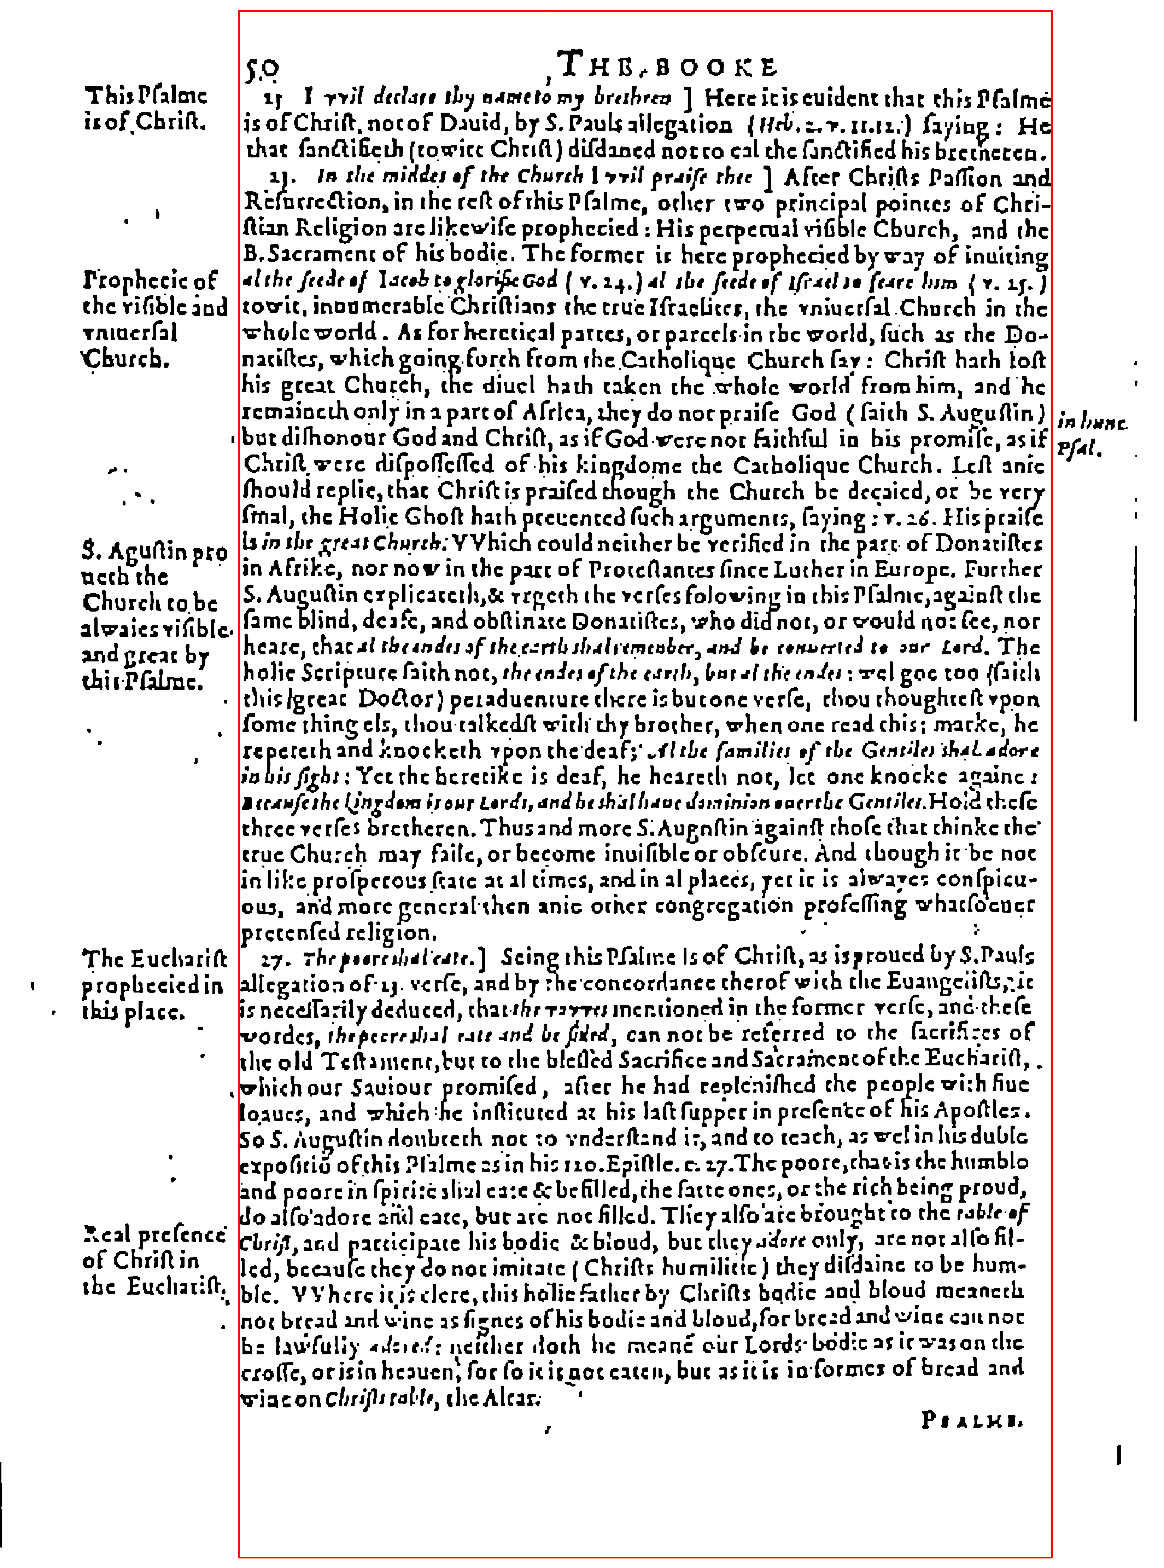 50 THE BOOKE
This Pſalme
is of Chriſt.
23 I vvil declare thy name to my brethren ] Here it is euident that this Pſalme
is of Chriſt, not of Dauid, by S. Pauls allegation (Heb. 2. v. 11. 12.) ſaying: He
that ſanctifieth (towitt Chriſt) diſdaned not to cal the ſanctified his bretheren.
23. In the middes of the Church I vvil praiſe thee ] After Chriſts Paſſion and
Reſurrection, in the reſt of this Pſalme, other two principal pointes of Chri-
ſtian Religion are likewiſe prophecied: His perpetual viſible Church, and the
B. Sacrament of his bodie. The former is here prophecied by way of inuiting
Prophecie of
the viſible and
vniuerſal
Church.
al the ſeede of Iacob to glorifie God (v. 24.) al the ſeede of Iſrael to feare him (v. 25.)
towit, innumerable Chriſtians the true Iſraelites, the vniuerſal Church in the
whole world. As for heretical partes, or parcels in the world, ſuch as the Do-
natiſtes, which going forth from the Catholique Church ſay: Chriſt hath loſt
his great Church, the diuel hath taken the whole world from him, and he
remaineth only in a part of Africa, they do not praiſe God (ſaith S. Auguſtin)
in hunc
Pſal.
but diſhonour God and Chriſt, as if God were not faithful in his promiſe, as if
Chriſt were diſpoſſeſſed of his kingdome the Catholique Church. Leſt anie
ſhould replie, that Chriſt is praiſed though the Church be decaied, or be very
ſmal, the Holie Ghoſt hath preuented ſuch arguments, ſaying: v. 26. His praiſe
is in the great Church: VVhich could neither be verified in the part of Donatiſtes
in Afrike, nor now in the part of Proteſtantes ſince Luther in Europe. Further
S. Aguſtin pro
ueth the
Church to be
alwaies viſible
and great by
this Pſalme.
S. Auguſtin explicateth, & vrgeth the verſes folowing in this Pſalme, againſt the
ſame blind, deafe, and obſtinate Donatiſtes, who did not, or would not ſee, nor
heare, that al the endes of the earth shal remember, and be conuerted to our Lord. The
holie Scripture ſaith not, the endes of the earth, but al the endes: wel goe too (ſaith
this great Doctor) peraduenture there is but one verſe, thou thoughteſt vpon
ſome thing els, thou talkedſt with thy brother, when one read this; marke, he
repeteth and knocketh vpon the deaf; Al the families of the Gentiles shal adore
in his ſight: Yet the heretike is deaf, he heareth not, let one knocke againe:
Becauſe the kingdom is our Lords, and he shal haue dominion ouer the Gentiles. Hold theſe
three verſes bretheren. Thus and more S. Augnſtin againſt thoſe that thinke the
true Church may faile, or become inuiſible or obſcure. And though it be not
in like proſperous ſtate at al times, and in al places, yet it is alwayes conſpicu-
ous, and more general then anie other congregation profeſſing whatſoeuer
pretenſed religion.
The Euchariſt
prophecied in
this place.
27. The poore shal eate.] Seing this Pſalme is of Chriſt, as is proued by S. Pauls
allegation of 23. verſe, and by the concordance therof with the Euangeliſts, it
is neceſſarily deduced, that the vovves mentioned in the former verſe, and theſe
wordes, the poore shal eate and be filled, can not be referred to the ſacrifices of
the old Teſtament, but to the bleſſed Sacrifice and Sacrament of the Euchariſt,
which our Sauiour promiſed, after he had repleniſhed the people with fiue
loaues, and which he inſtituted at his laſt ſupper in preſence of his Apoſtles.
So S. Auguſtin doubteth not to vnderſtand it, and to teach, as wel in his duble
expoſitiõ of this Pſalme as in his 120. Epiſtle. c. 27. The poore, that is the humble
and poore in ſpirite shal eate & be filled, the fatte ones, or the rich being proud,
do alſo adore and eate, but are not filled. They alſo are brought to the table of
Real preſence
of Chriſt in
the Euchariſt.
Chriſt, and participate his bodie & bloud, but they adore only, are not alſo fil-
led, becauſe they do not imitate (Chriſts humilitie) they diſdaine to be hum-
ble. VVhere it is clere, this holie father by Chriſts bodie and bloud meaneth
not bread and wine as ſignes of his bodie and bloud, for bread and wine can not
be lawfully adored: neither doth he meane our Lords bodie as it was on the
croſſe, or is in heauen, for ſo it is not eaten, but as it is in formes of bread and
wine on Chriſts table, the Altar.
PSALME.